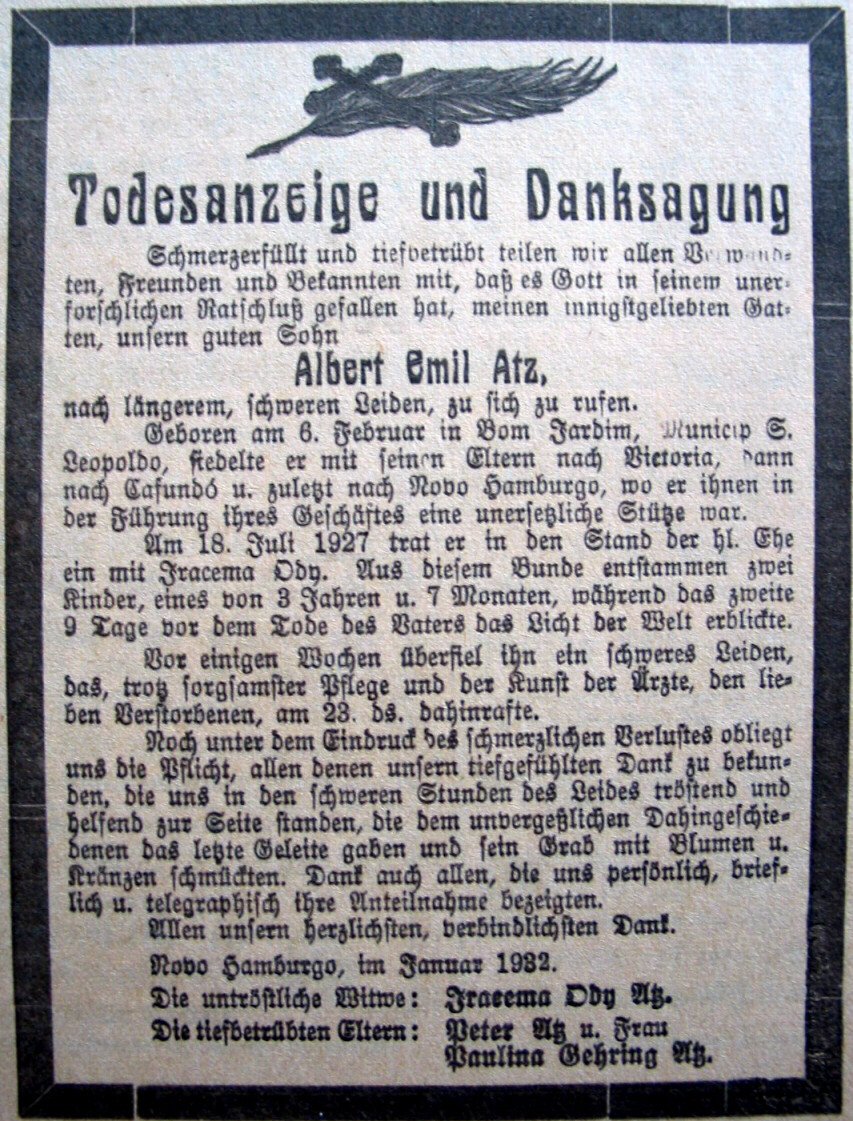 Todesanzeige und Danksagung
Schmerzerfüllt und tiefbetrübt teilen wir allen Verwand-
ten, Freunden und Bekannten mit, daß es Gott in seinem uner-
forschlichen Ratschluß gefallen hat, meinen innigstgeliebten Gat-
ten, unsern guten Sohn
Albert Emil Atz,
nach längerem, schweren Leiden, zu sich zu rufen.
Geboren am 6. Februar in Bom Jardim, Municip S.
Leopoldo, siedelte er mit seinen Eltern nach Victoria, dann
nach Cafundó u. zuletzt nach Novo Hamburgo, wo er ihnen in
der Führung ihres Geschäftes eine unersetzliche Stütze war.
Am 18. Juli 1927 trat er in den Stand der hl. Ehe
ein mit Iracema Ody. Aus diesem Bunde entstammen zwei
Kinder, eines von 3 Jahren u. 7 Monaten, während das zweite
9 Tage vor dem Tode des Vaters das Licht der Welt erblickte.
Vor einigen Wochen überfiel ihn ein schweres Leiden,
das, trotz sorgsamster Pflege und der Kunst der Ärzte, den lie-
ben Verstorbenen, am 23. ds. dahinrafte.
Noch unter dem Eindruck des schmerzlichen Verlustes obliegt
uns die Pflicht, allen denen unsern tiefgefühlten Dank zu bekun-
den, die uns in den schweren Stunden des Leides tröstend und
helfend zur Seite standen, die dem unvergeßlichen Dahingeschie-
denen das letzte Geleite gaben und sein Grab mit Blumen u.
Kränzen schmückten. Dank auch allen, die uns persönlich, brief-
lich u. telegraphisch ihre Anteilnahme bezeigten.
Allen unsern herzlichsten, verbindlichsten Dank.
Novo Hamburgo, im Januar 1932.
Die untröstliche Witwe: Iracema Ody Atz.
Die tiefbetrübten Eltern: Peter Atz u. Frau
Paulina Gehring Atz.